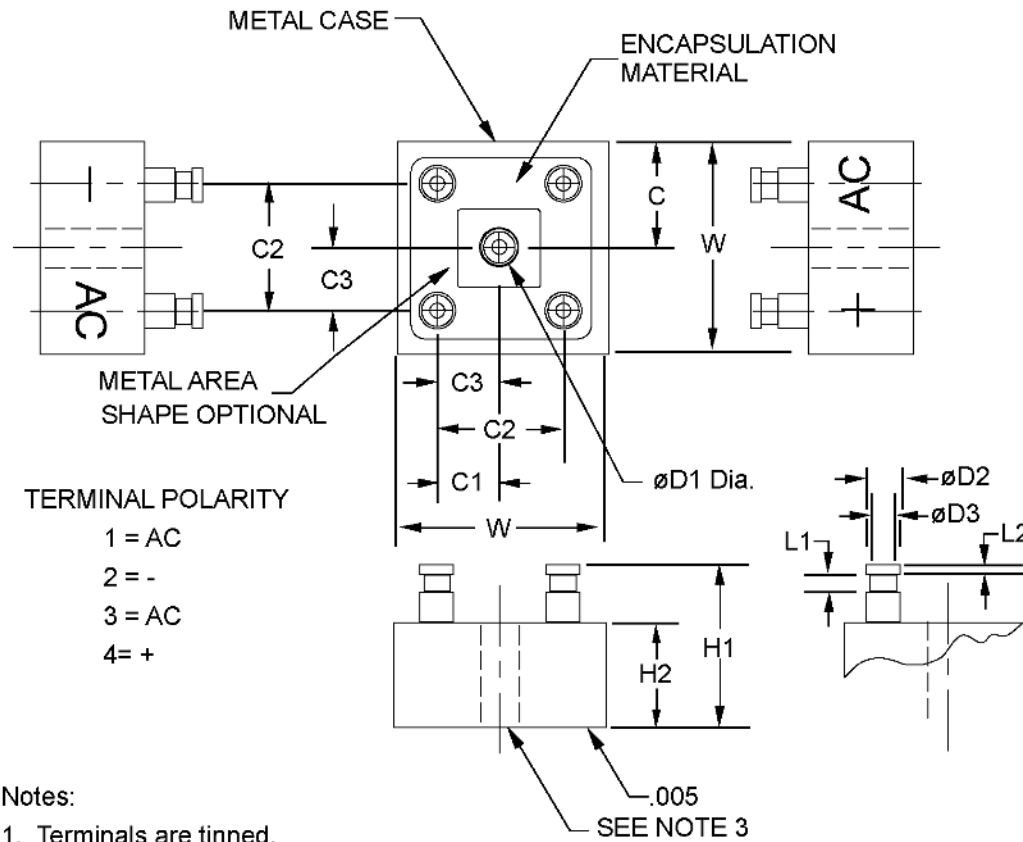 METAL CASE
ENCAPSULATION
MATERIAL
-
AC
C2
C3
C
W
AC
+
METAL AREA
SHAPE OPTIONAL
C3
C2
C1
W
øD1 Dia.
TERMINAL POLARITY
1 = AC
2 = -
3 = AC
4= +
øD2
øD3
L1
L2
H1
H2
.005
SEE NOTE 3
Notes:
1. Terminals are tinned.